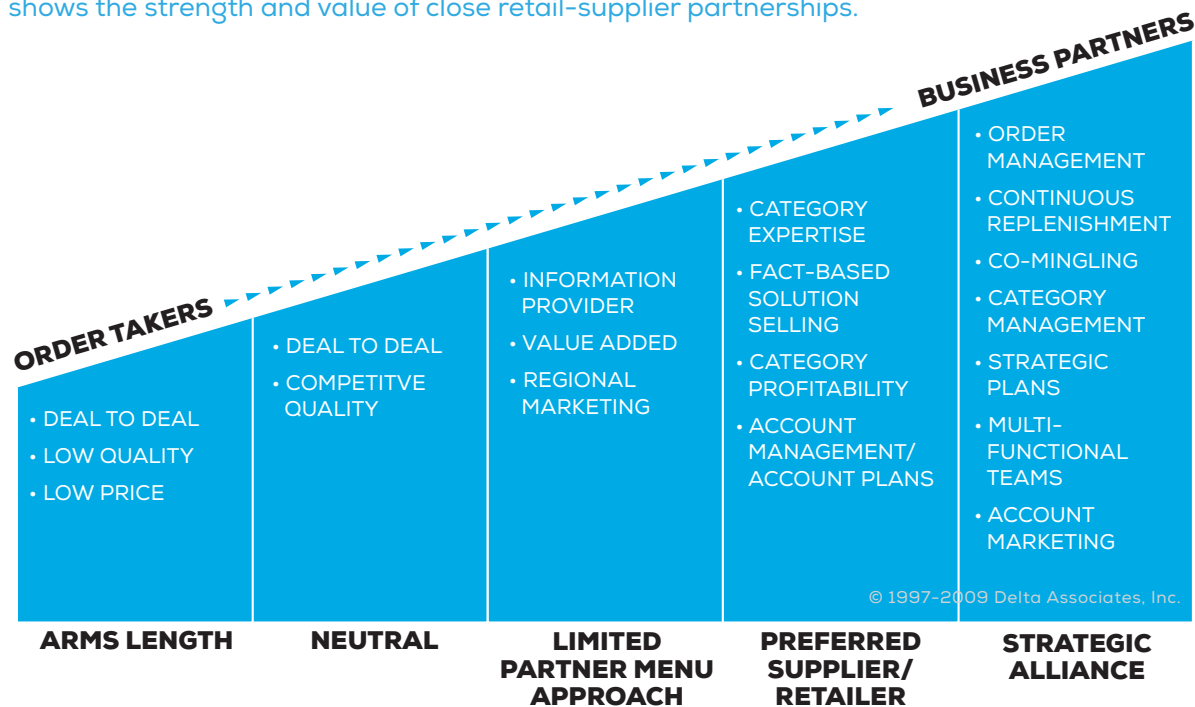 shows the strength and value of close retail-supplier partnerships.
ORDER TAKERS
BUSINESS PARTNERS
• DEAL TO DEAL
• LOW QUALITY
• LOW PRICE
ARMS LENGTH
• DEAL TO DEAL
• COMPETITVE
QUALITY
NEUTRAL
• INFORMATION
PROVIDER
• VALUE ADDED
• REGIONAL
MARKETING
LIMITED
PARTNER MENU
APPROACH
• CATEGORY
EXPERTISE
• FACT-BASED
SOLUTION
SELLING
• CATEGORY
PROFITABILITY
• ACCOUNT
MANAGEMENT/
ACCOUNT PLANS
PREFERRED
SUPPLIER/
RETAILER
• ORDER
MANAGEMENT
• CONTINUOUS
REPLENISHMENT
• CO-MINGLING
• CATEGORY
MANAGEMENT
• STRATEGIC
PLANS
• MULTI-
FUNCTIONAL
TEAMS
• ACCOUNT
MARKETING
© 1997-2009 Delta Associates, Inc.
STRATEGIC
ALLIANCE